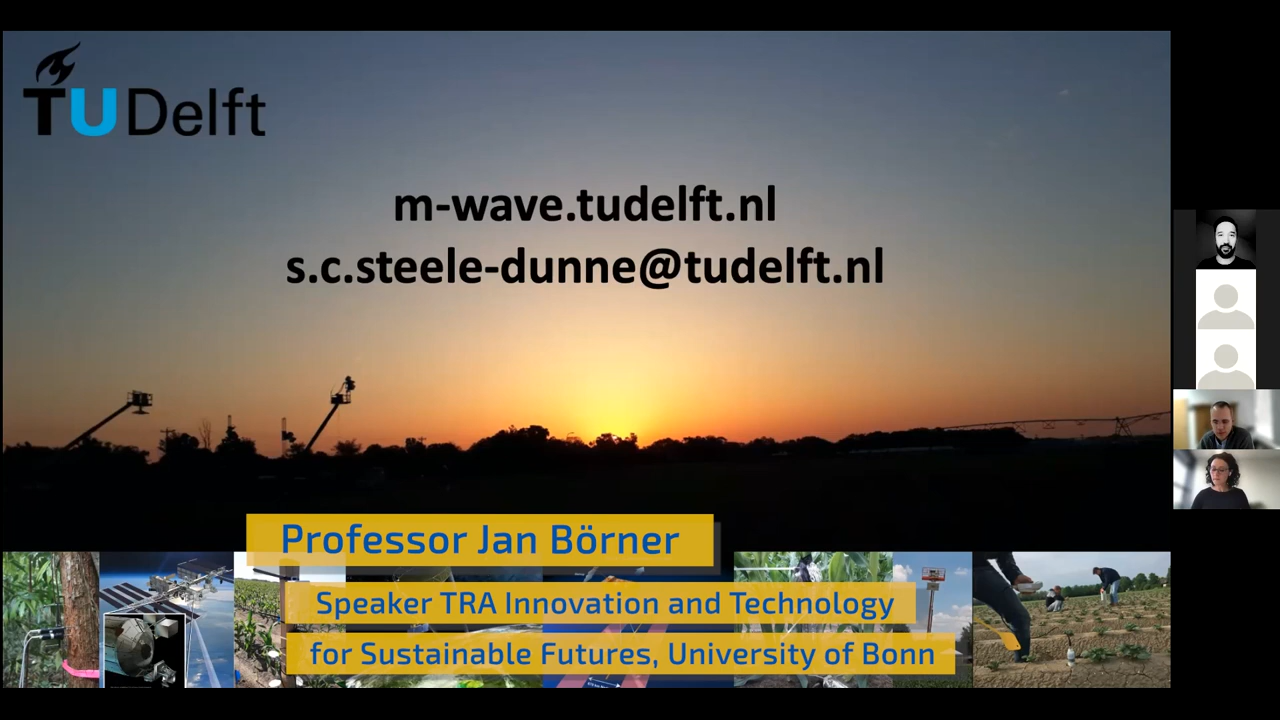 TUDelft
m-wave.tudelft.nl
s.c.steele-dunne@tudelft.nl
Professor Jan Börner
Speaker TRA Innovation and Technology
for Sustainable Futures, University of Bonn